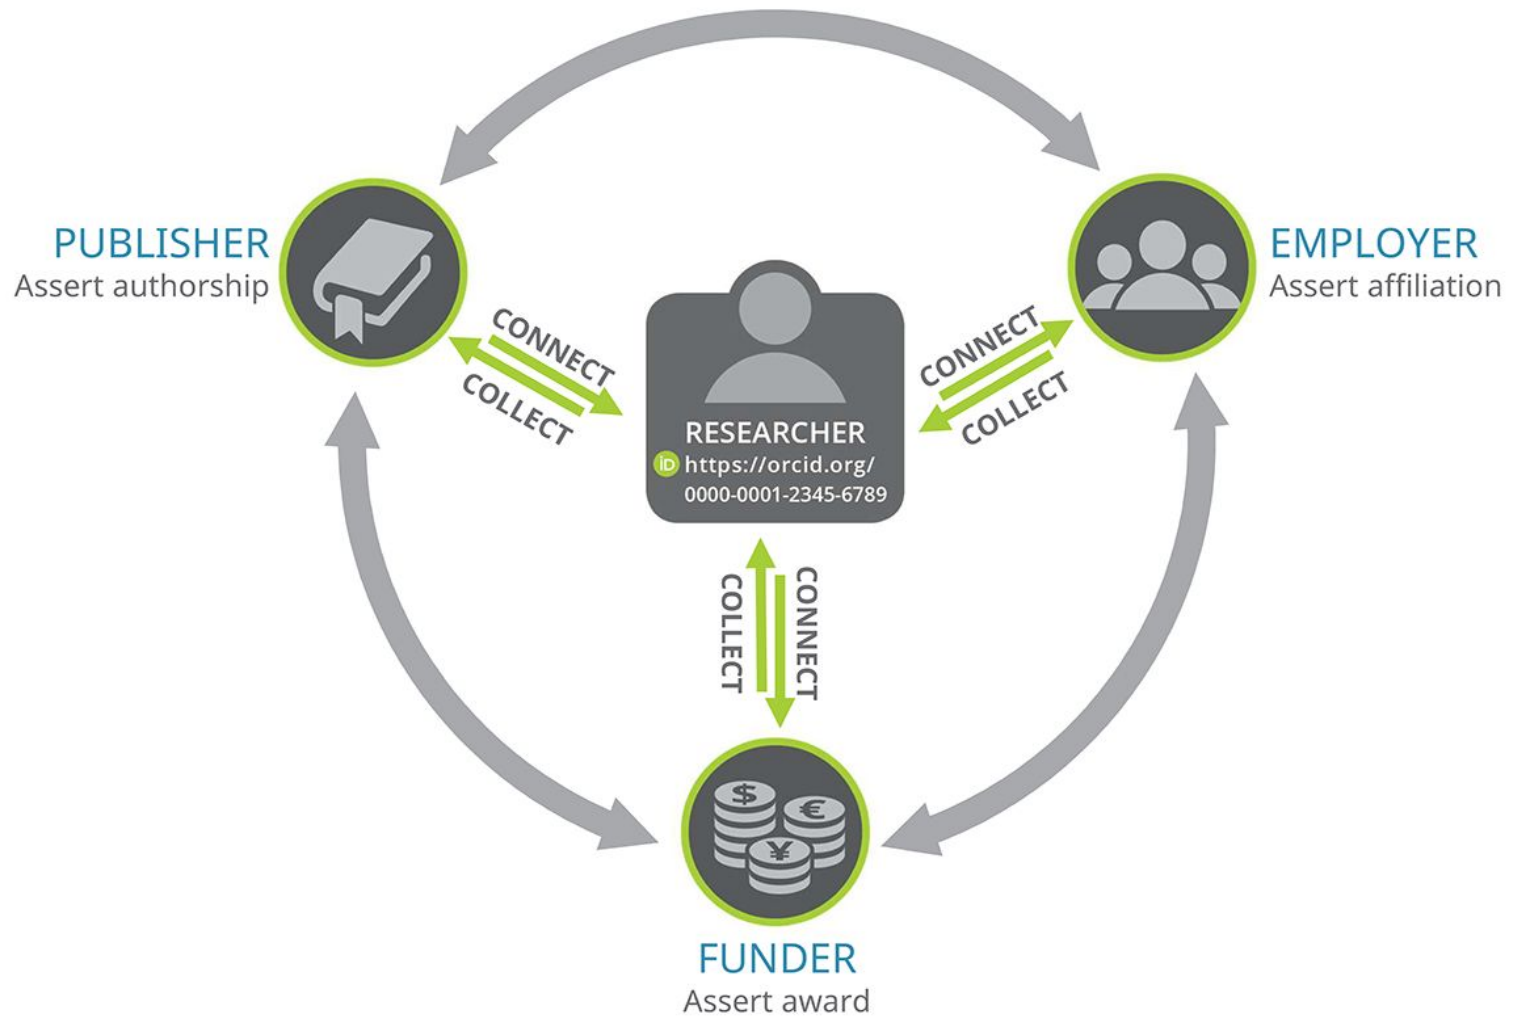 PUBLISHER
Assert authorship
EMPLOYER
Assert affiliation
CONNECT
COLLECT
CONNECT
COLLECT
RESEARCHER
iD https://orcid.org/
0000-0001-2345-6789
COLLECT
CONNECT
$
€
¥
FUNDER
Assert award